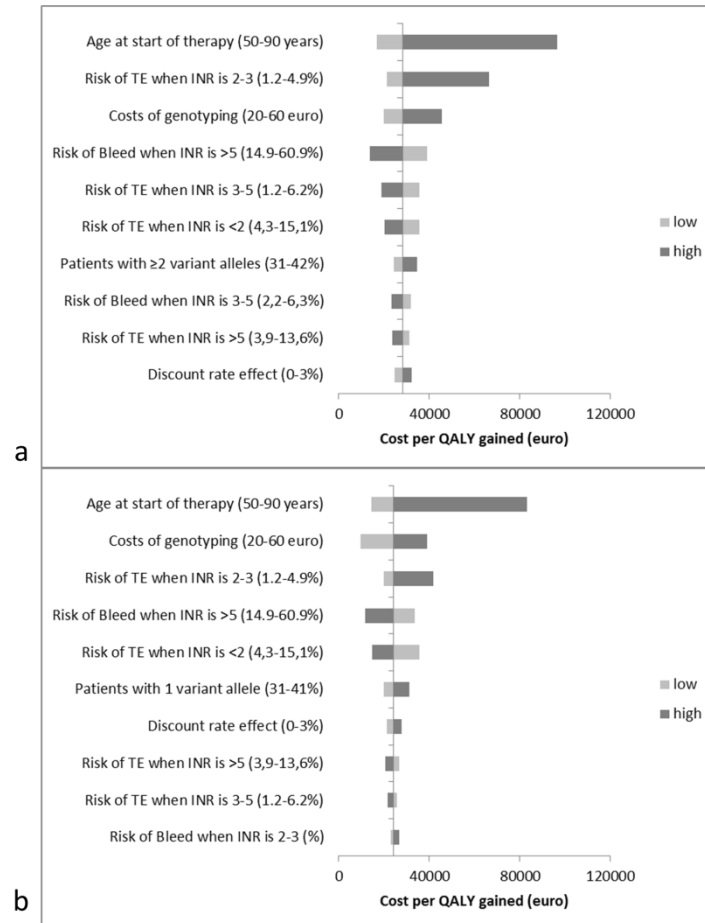 Age at start of therapy (50-90 years)
Risk of TE when INR is 2-3 (1.2-4.9%)
Costs of genotyping (20-60 euro)
Risk of Bleed when INR is >5 (14.9-60.9%)
Risk of TE when INR is 3-5 (1.2-6.2%)
Risk of TE when INR is <2 (4,3-15,1%)
Patients with ≥2 variant alleles (31-42%)
Risk of Bleed when INR is 3-5 (2,2-6,3%)
Risk of TE when INR is >5 (3,9-13,6%)
Discount rate effect (0-3%)
low
high
0 40000 80000 120000
Cost per QALY gained (euro)
a
Age at start of therapy (50-90 years)
Costs of genotyping (20-60 euro)
Risk of TE when INR is 2-3 (1.2-4.9%)
Risk of Bleed when INR is >5 (14.9-60.9%)
Risk of TE when INR is <2 (4,3-15,1%)
Patients with 1 variant allele (31-41%)
Discount rate effect (0-3%)
Risk of TE when INR is >5 (3,9-13,6%)
Risk of TE when INR is 3-5 (1.2-6.2%)
Risk of Bleed when INR is 2-3 (%)
low
high
0 40000 80000 120000
Cost per QALY gained (euro)
b